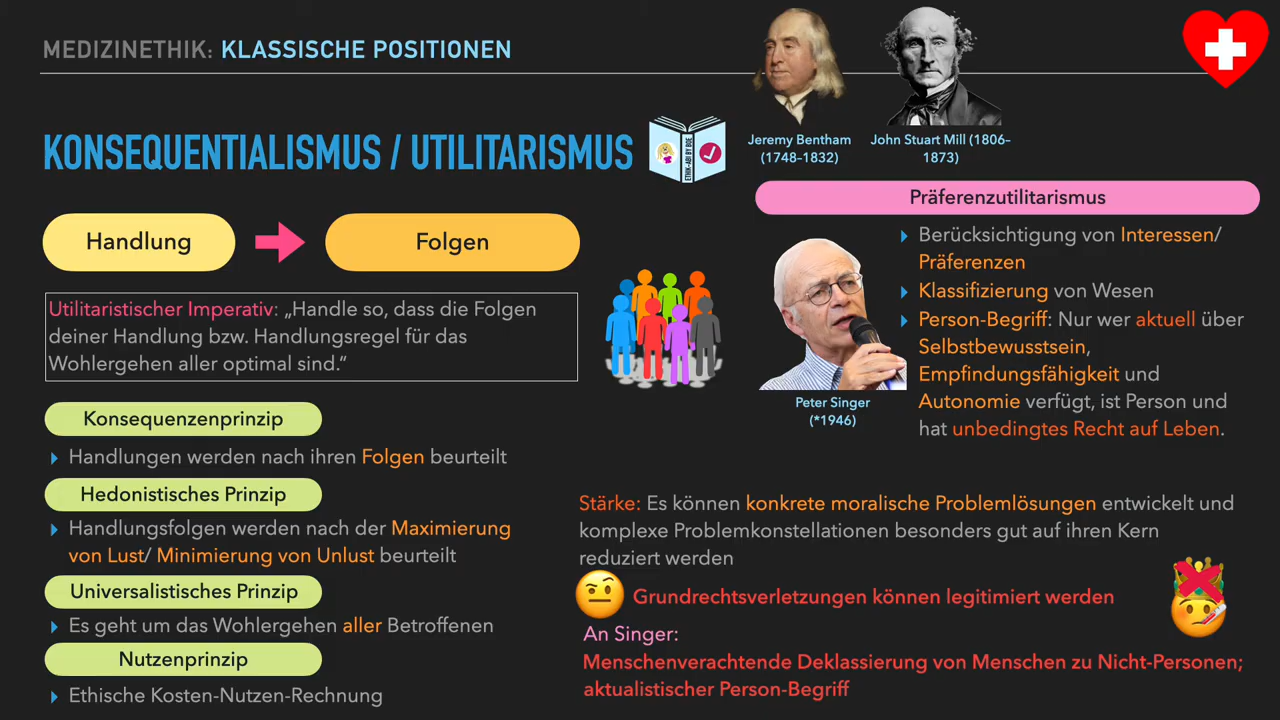 MEDIZINETHIK: KLASSISCHE POSITIONEN
KONSEQUENTIALISMUS / UTILITARISMUS
ETHIK-ABI BY BOE
Jeremy Bentham
(1748–1832)
John Stuart Mill (1806–
1873)
Handlung
Folgen
Utilitaristischer Imperativ: „Handle so, dass die Folgen
deiner Handlung bzw. Handlungsregel für das
Wohlergehen aller optimal sind.“
Konsequenzenprinzip
Handlungen werden nach ihren Folgen beurteilt
Hedonistisches Prinzip
Handlungsfolgen werden nach der Maximierung
von Lust/ Minimierung von Unlust beurteilt
Universalistisches Prinzip
Es geht um das Wohlergehen aller Betroffenen
Nutzenprinzip
Ethische Kosten-Nutzen-Rechnung
Präferenzutilitarismus
Peter Singer
(*1946)
Berücksichtigung von Interessen/
Präferenzen
Klassifizierung von Wesen
Person-Begriff: Nur wer aktuell über
Selbstbewusstsein,
Empfindungsfähigkeit und
Autonomie verfügt, ist Person und
hat unbedingtes Recht auf Leben.
Stärke: Es können konkrete moralische Problemlösungen entwickelt und
komplexe Problemkonstellationen besonders gut auf ihren Kern
reduziert werden
Grundrechtsverletzungen können legitimiert werden
An Singer:
Menschenverachtende Deklassierung von Menschen zu Nicht-Personen;
aktualistischer Person-Begriff